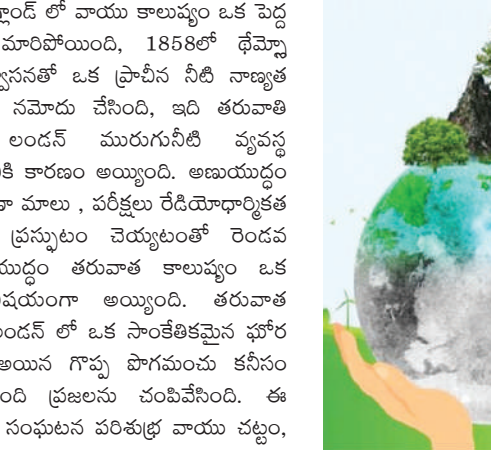 గ్లాండ్ లో వాయు కాలుష్యం ఒక పెద్ద
మారిపోయింది, 1858లో థేమ్సో
్వాసనతో ఒక ప్రాచీన నీటి నాణ్యత
నమోదు చేసింది, ఇది తరువాతి
లండన్ మురుగునీటి వ్యవస్థ
కి కారణం అయ్యింది. అణుయుద్ధం
ణా మాలు , పరీక్షలు రేడియోధార్మికత
ప్రస్ఫుటం చెయ్యటంతో రెండవ
యుద్ధం తరువాత కాలుష్యం ఒక
షయంగా అయ్యింది. తరువాత
ండన్ లో ఒక సాంకేతికమైన ఘోర
అయిన గొప్ప పొగమంచు కనీసం
ంది ప్రజలను చంపివేసింది. ఈ
సంఘటన పరిశుభ్ర వాయు చట్టం,